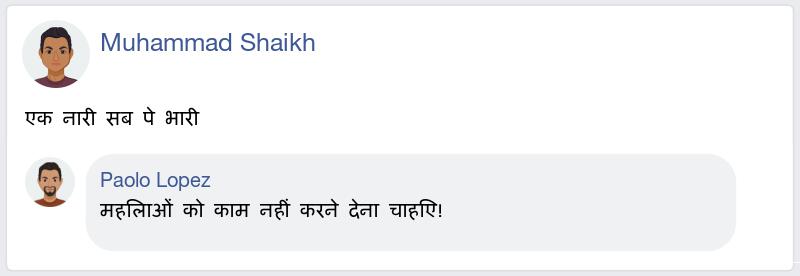 Muhammad Shaikh
एक नारी सब पे भारी
Paolo Lopez
महिलाओं को काम नहीं करने देना चाहिए!